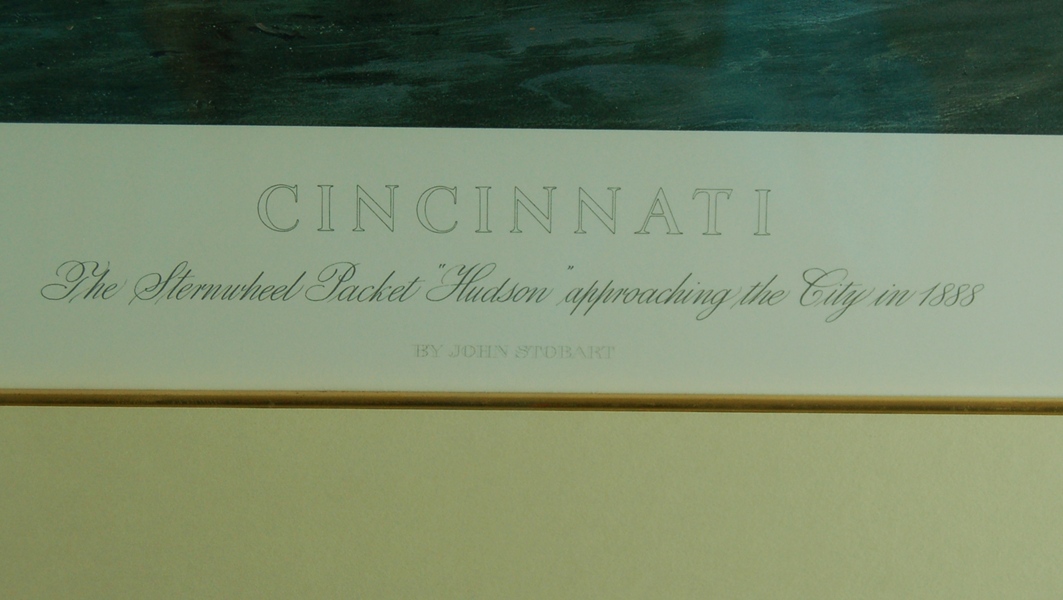 CINCINNATI
The Sternwheel Packet "Hudson" approaching the City in 1888
BY JOHN STOBART